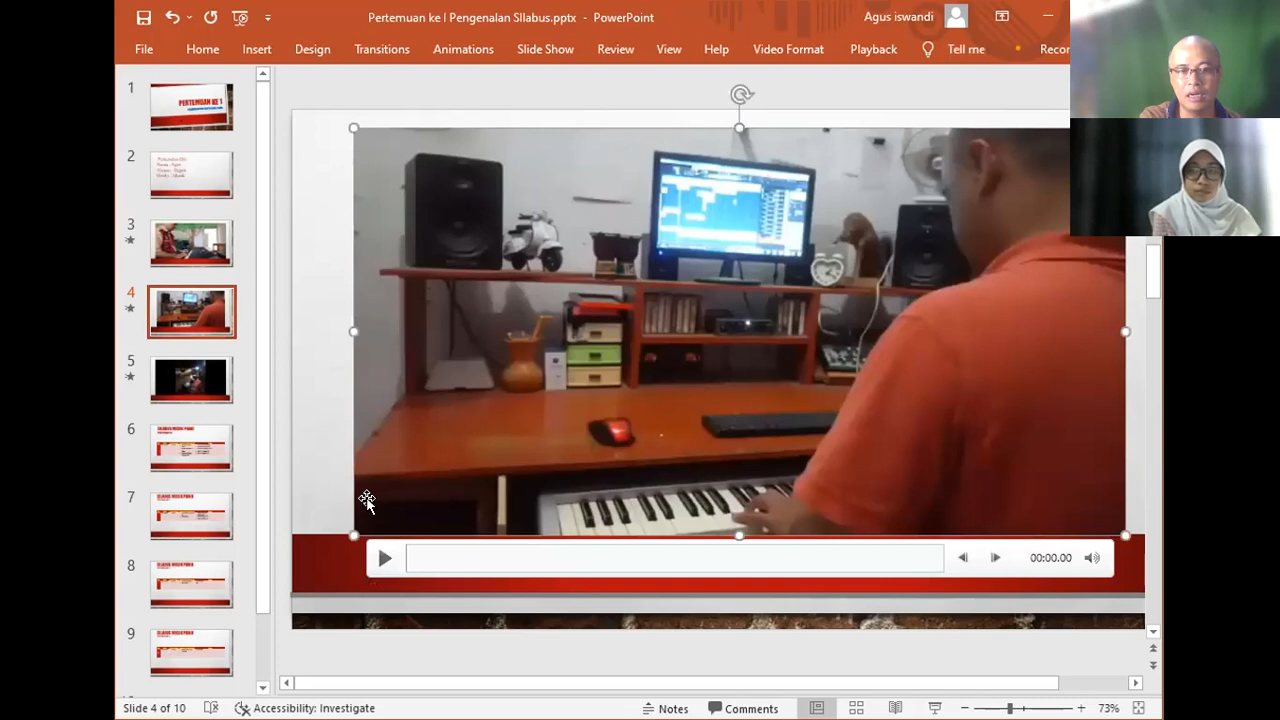 Pertemuan ke I Pengenalan SIlabus.pptx - PowerPoint
Agus iswandi
File Home Insert Design Transitions Animations Slide Show Review View Help Video Format Playback Tell me Recor
1
PERTEMUAN KE 1
2
3
4
5
6
7
8
9
00:00.00
Slide 4 of 10 Accessibility: Investigate Notes Comments 73%